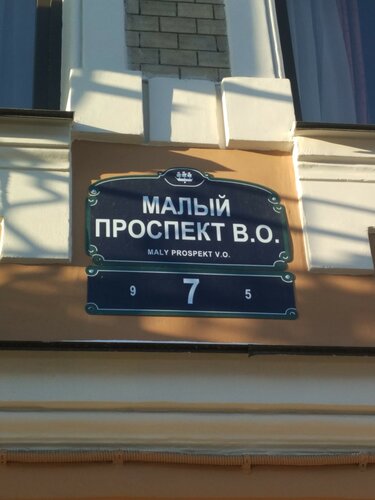 МАЛЫЙ
ПРОСПЕКТ В.О.
MALY PROSPEKT V.O.
9 7 5